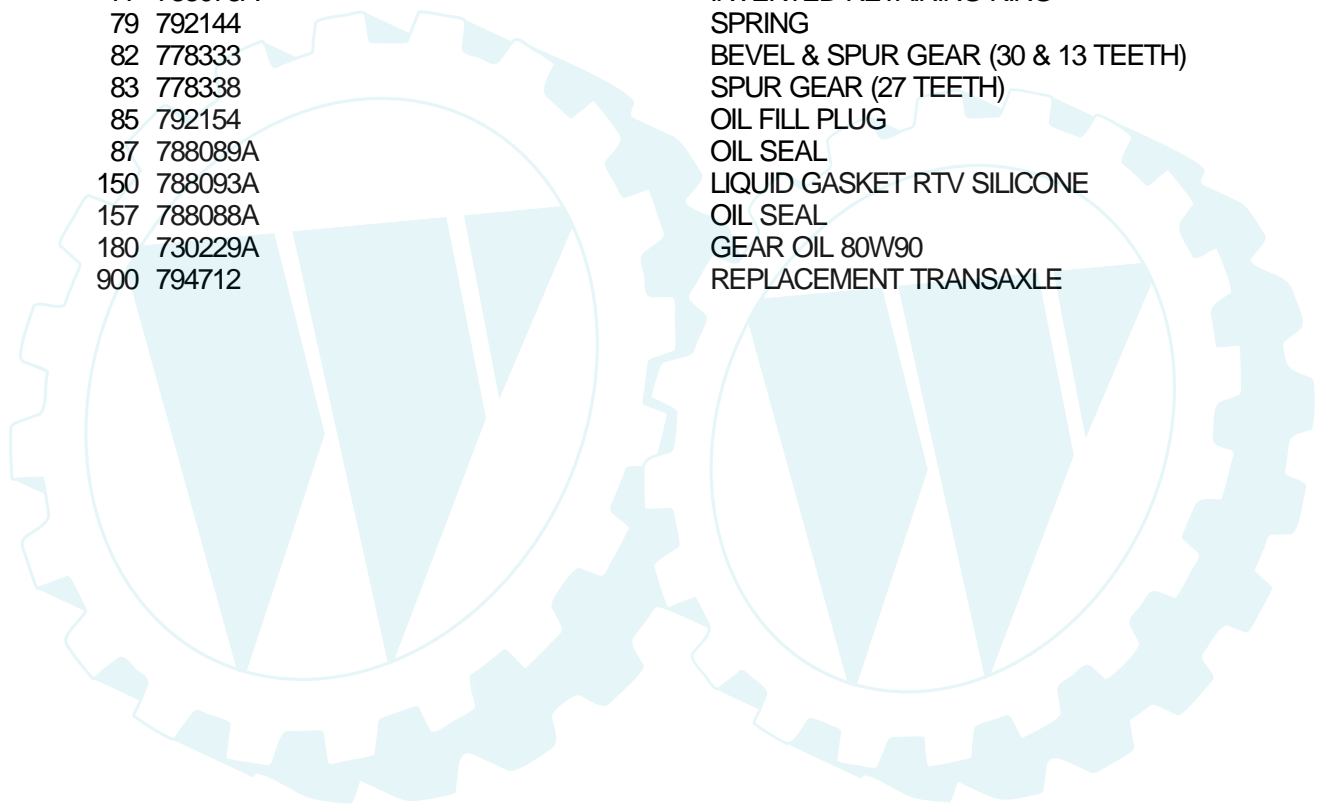 79 792144 SPRING
82 778333 BEVEL & SPUR GEAR (30 & 13 TEETH)
83 778338 SPUR GEAR (27 TEETH)
85 792154 OIL FILL PLUG
87 788089A OIL SEAL
150 788093A LIQUID GASKET RTV SILICONE
157 788088A OIL SEAL
180 730229A GEAR OIL 80W90
900 794712 REPLACEMENT TRANSAXLE